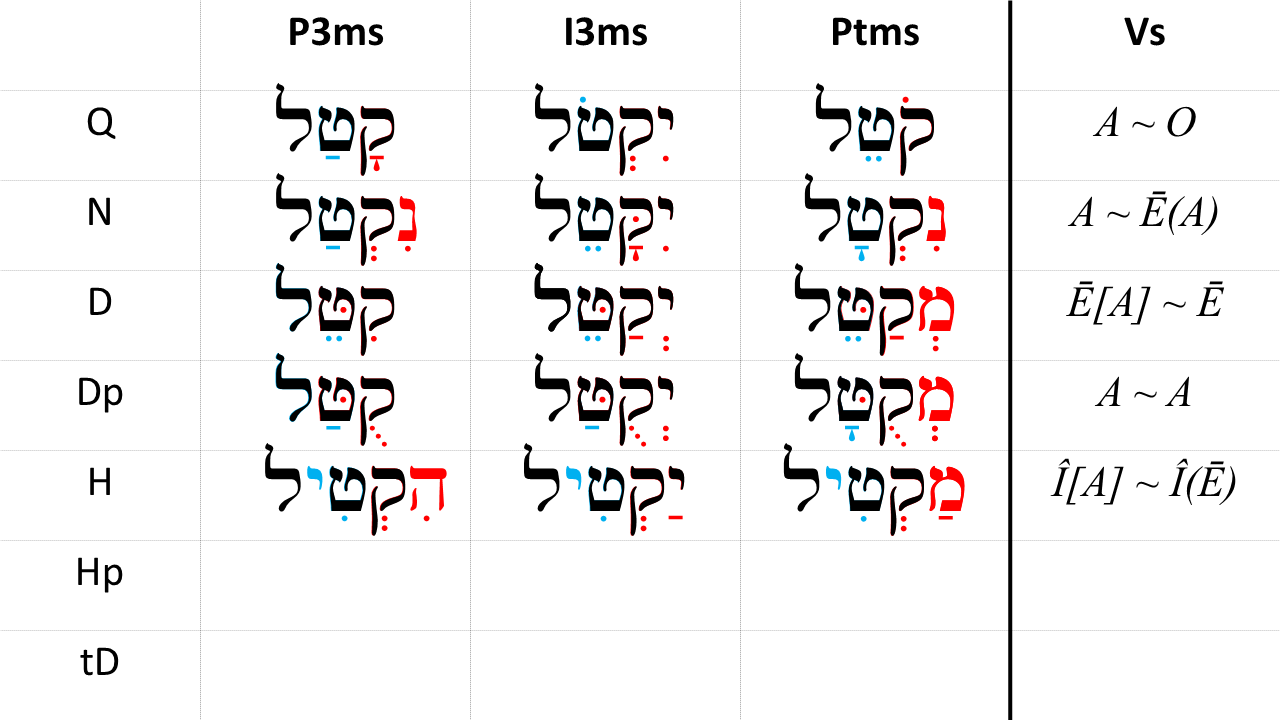 P3ms I3ms Ptms Vs
Q קָטַל יִקְטֹל קֹטֵל A ~ O
N נִקְטַל יִקָּטֵל נִקְטָל A ~ Ē(A)
D קִטֵּל יְקַטֵּל מְקַטֵּל Ē[A] ~ Ē
Dp קֻטַּל יְקֻטַּל מְקֻטָּל A ~ A
H הִקְטִיל יַקְטִיל מַקְטִיל Î[A] ~ Î(Ē)
Hp
tD